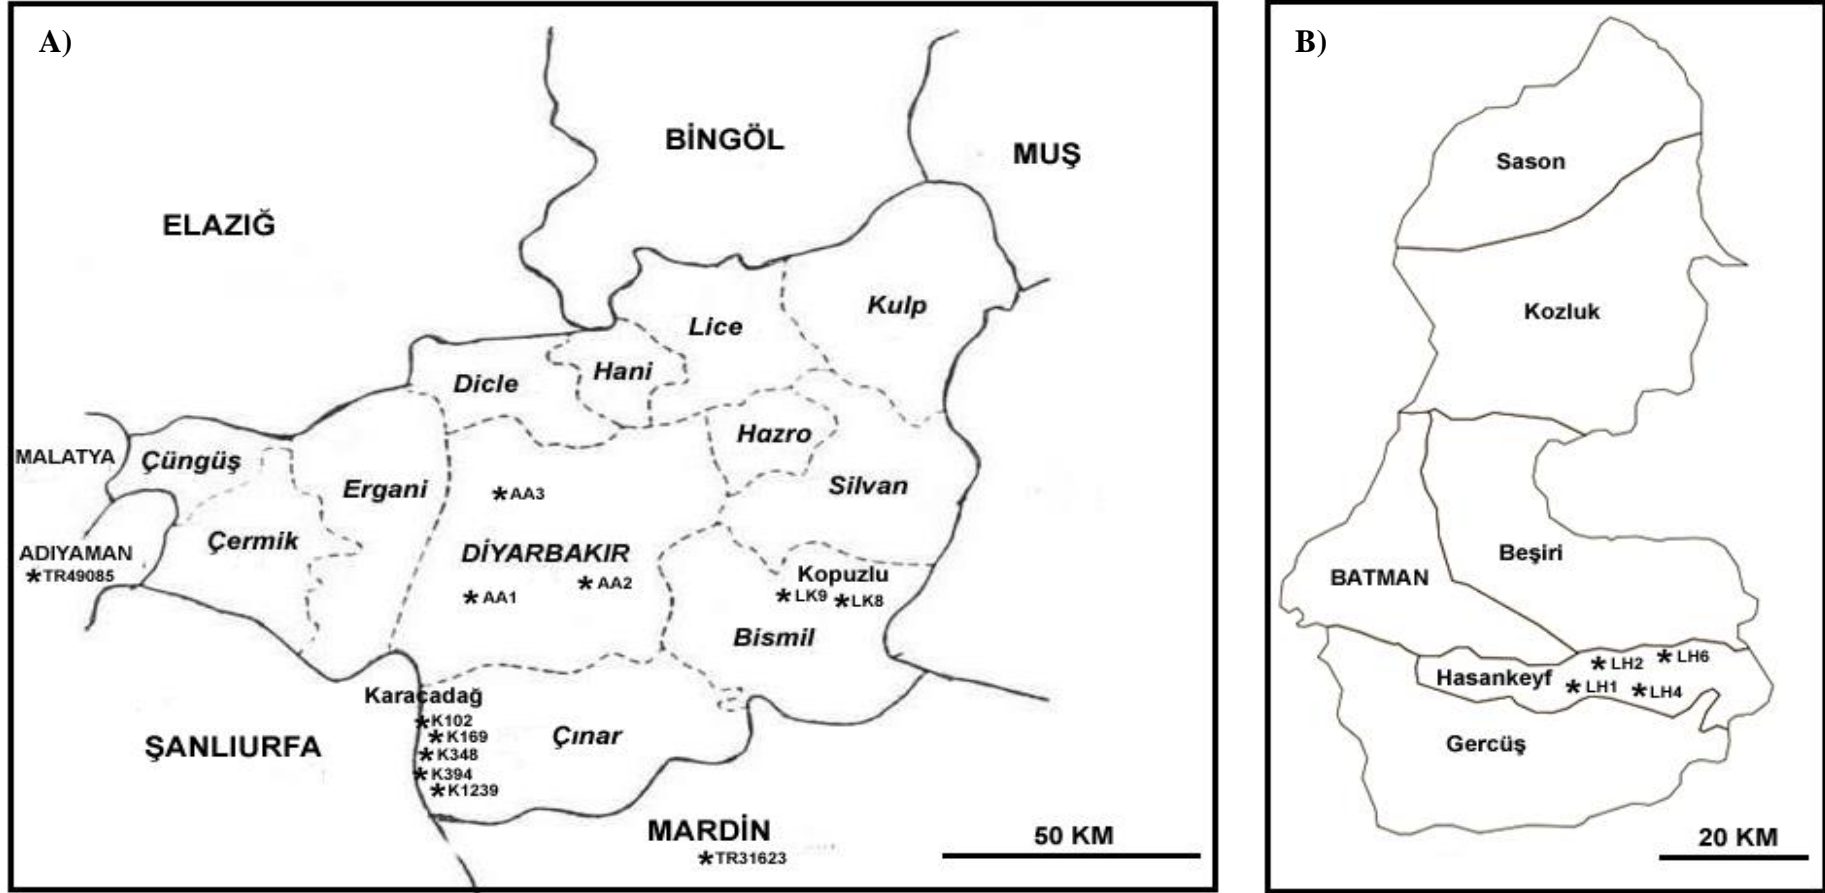 A)
BİNGÖL
MUŞ
ELAZIĞ
Kulp
Lice
Hani
Dicle
Hazro
MALATYA
Çüngüş
Ergani
Silvan
*AA3
Çermik
DİYARBAKIR
ADIYAMAN
*TR49085
Kopuzlu
*AA2
*AA1
*LK9
*LK8
Bismil
Karacadağ
*K102
*K169
*K348
*K394
*K1239
Çınar
ŞANLIURFA
MARDİN
*TR31623
50 KM
B)
Sason
Kozluk
Beşiri
BATMAN
*LH2
*LH6
Hasankeyf
*LH1
*LH4
Gercüş
20 KM